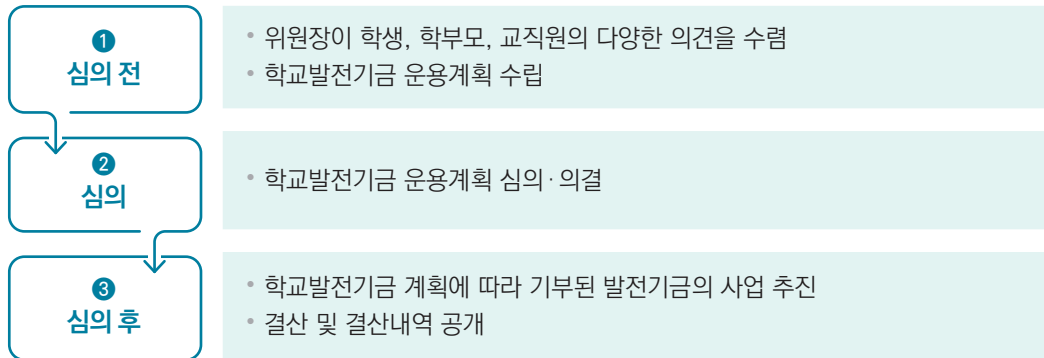 ❶
심의 전
• 위원장이 학생, 학부모, 교직원의 다양한 의견을 수렴
• 학교발전기금 운용계획 수립
❷
심의
• 학교발전기금 운용계획 심의·의결
❸
심의 후
• 학교발전기금 계획에 따라 기부된 발전기금의 사업 추진
• 결산 및 결산내역 공개